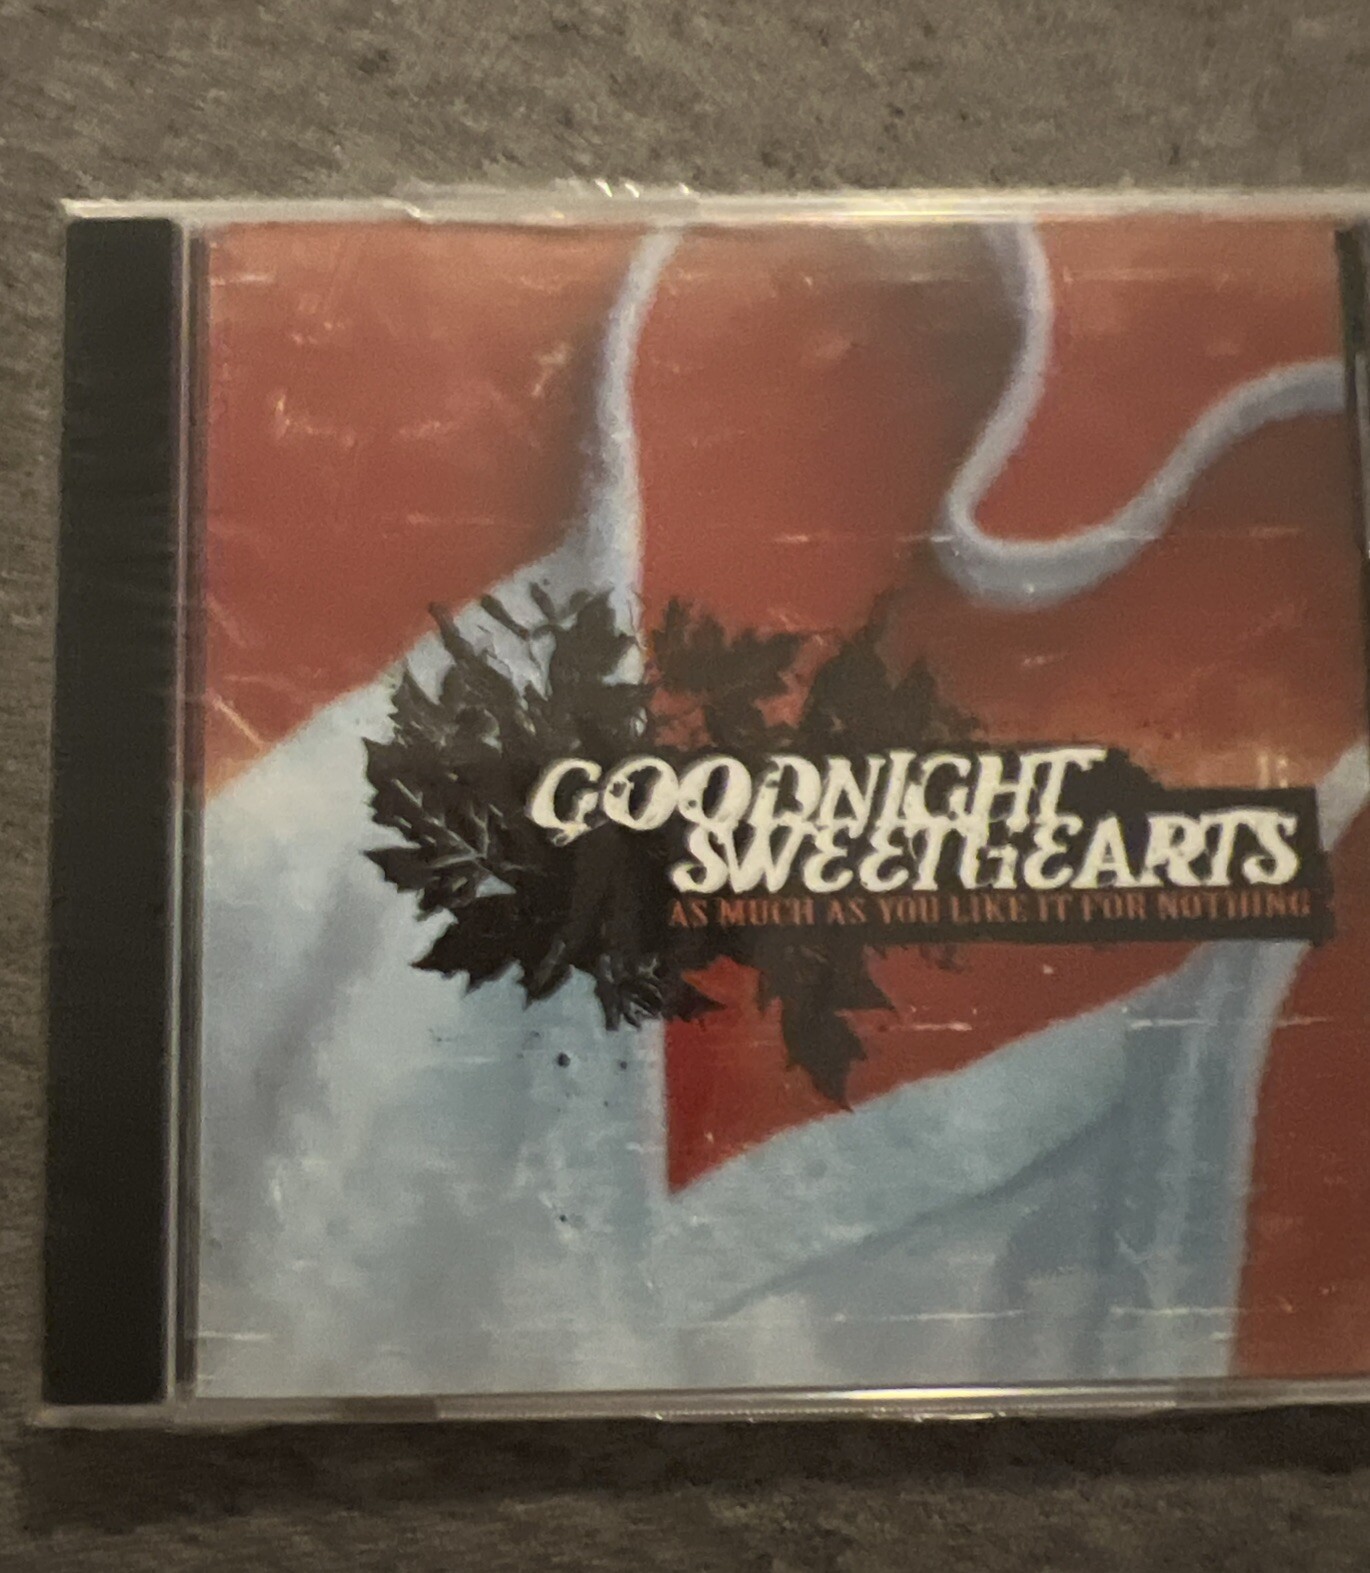 GOODNIGHT
SWEETHEARTS
AS MUCH AS YOU LIKE IT FOR NOTHING